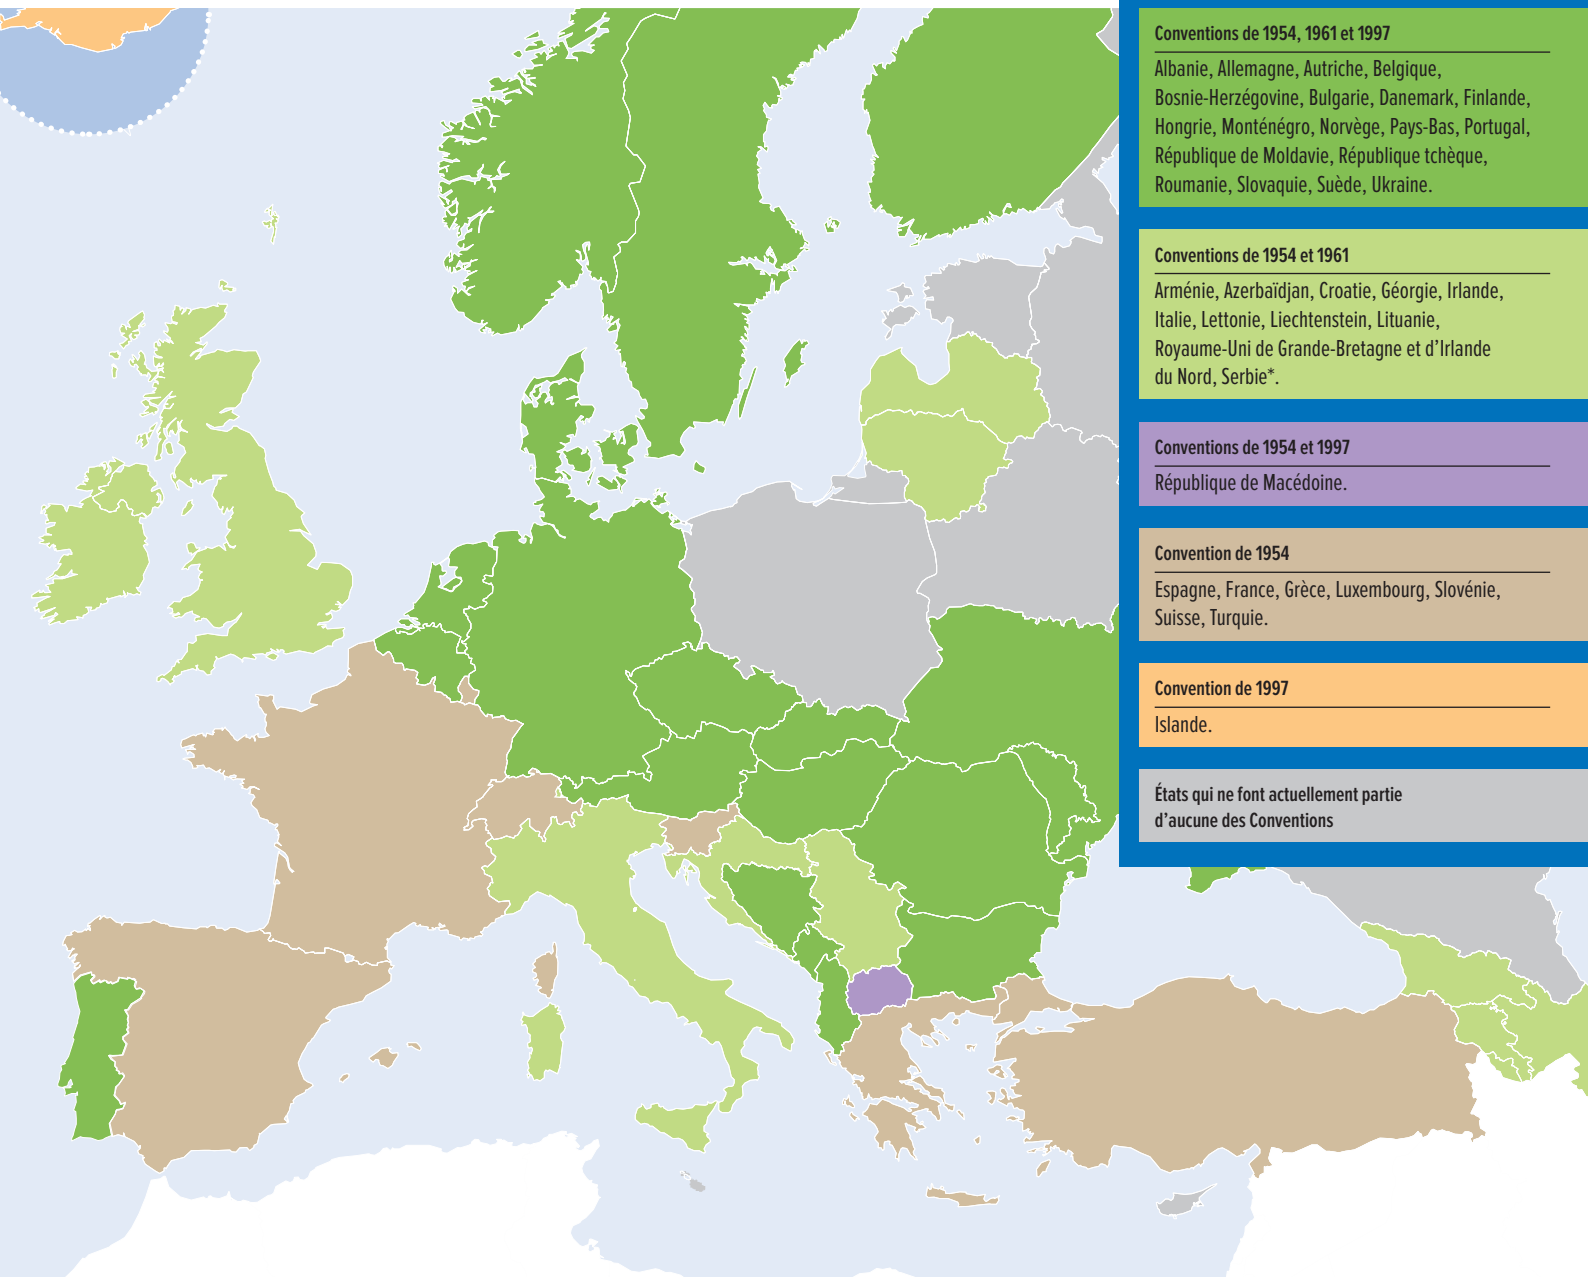 Conventions de 1954, 1961 et 1997
Albanie, Allemagne, Autriche, Belgique,
Bosnie-Herzégovine, Bulgarie, Danemark, Finlande,
Hongrie, Monténégro, Norvège, Pays-Bas, Portugal,
République de Moldavie, République tchèque,
Roumanie, Slovaquie, Suède, Ukraine.
Conventions de 1954 et 1961
Arménie, Azerbaïdjan, Croatie, Géorgie, Irlande,
Italie, Lettonie, Liechtenstein, Lituanie,
Royaume-Uni de Grande-Bretagne et d’Irlande
du Nord, Serbie*.
Conventions de 1954 et 1997
République de Macédoine.
Convention de 1954
Espagne, France, Grèce, Luxembourg, Slovénie,
Suisse, Turquie.
Convention de 1997
Islande.
États qui ne font actuellement partie
d’aucune des Conventions